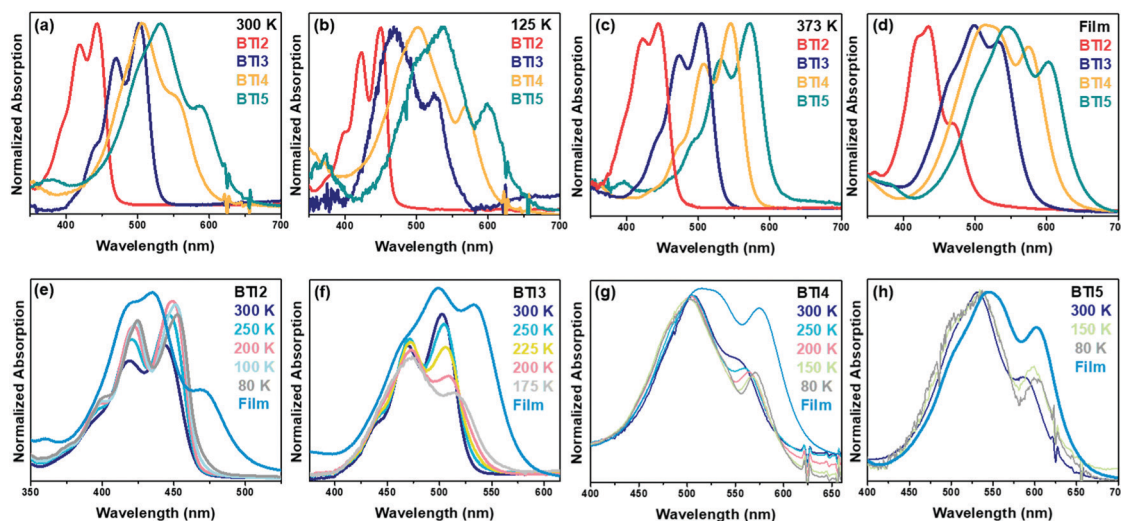 (a)
300 K
BTI2
BTI3
BTI4
BTI5
Normalized Absorption
400 500 600 700
Wavelength (nm)
(b)
125 K
BTI2
BTI3
BTI4
BTI5
Normalized Absorption
400 500 600 700
Wavelength (nm)
(c)
373 K
BTI2
BTI3
BTI4
BTI5
Normalized Absorption
400 500 600 700
Wavelength (nm)
(d)
Film
BTI2
BTI3
BTI4
BTI5
Normalized Absorption
400 500 600 70
Wavelength (nm)
(e)
BTI2
300 K
250 K
200 K
100 K
80 K
Film
Normalized Absorption
350 400 450 500
Wavelength (nm)
(f)
BTI3
300 K
250 K
225 K
200 K
175 K
Film
Normalized Absorption
400 450 500 550 600
Wavelength (nm)
(g)
BTI4
300 K
250 K
200 K
150 K
80 K
Film
Normalized Absorption
400 450 500 550 600 650
Wavelength (nm)
(h)
BTI5
300 K
150 K
80 K
Film
Normalized Absorption
400 450 500 550 600 650 70
Wavelength (nm)